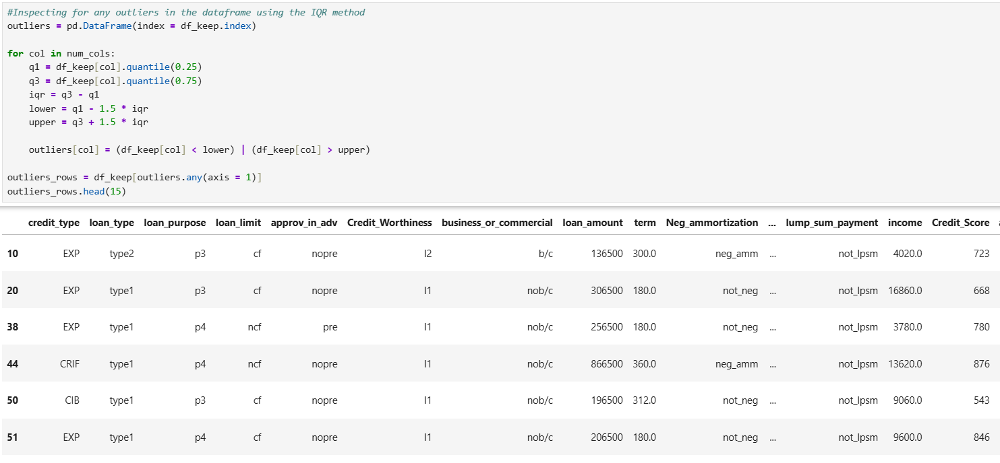 #Inspecting for any outliers in the dataframe using the IQR method
outliers = pd.DataFrame(index = df_keep.index)
for col in num_cols:
    q1 = df_keep[col].quantile(0.25)
    q3 = df_keep[col].quantile(0.75)
    iqr = q3 - q1
    lower = q1 - 1.5 * iqr
    upper = q3 + 1.5 * iqr
    outliers[col] = (df_keep[col] < lower) | (df_keep[col] > upper)
outliers_rows = df_keep[outliers.any(axis = 1)]
outliers_rows.head(15)
credit_type loan_type loan_purpose loan_limit approv_in_adv Credit_Worthiness business_or_commercial loan_amount term Neg_ammortization ... lump_sum_payment income Credit_Score
10 EXP type2 p3 cf nopre l2 b/c 136500 300.0 neg_amm ... not_lpsm 4020.0 723
20 EXP type1 p3 cf nopre l1 nob/c 306500 180.0 not_neg ... not_lpsm 16860.0 668
38 EXP type1 p4 ncf pre l1 nob/c 256500 180.0 not_neg ... not_lpsm 3780.0 780
44 CRIF type1 p4 ncf nopre l1 nob/c 866500 360.0 neg_amm ... not_lpsm 13620.0 876
50 CIB type1 p3 cf nopre l1 nob/c 196500 312.0 not_neg ... not_lpsm 9060.0 543
51 EXP type1 p4 cf nopre l1 nob/c 206500 180.0 not_neg ... not_lpsm 9600.0 846